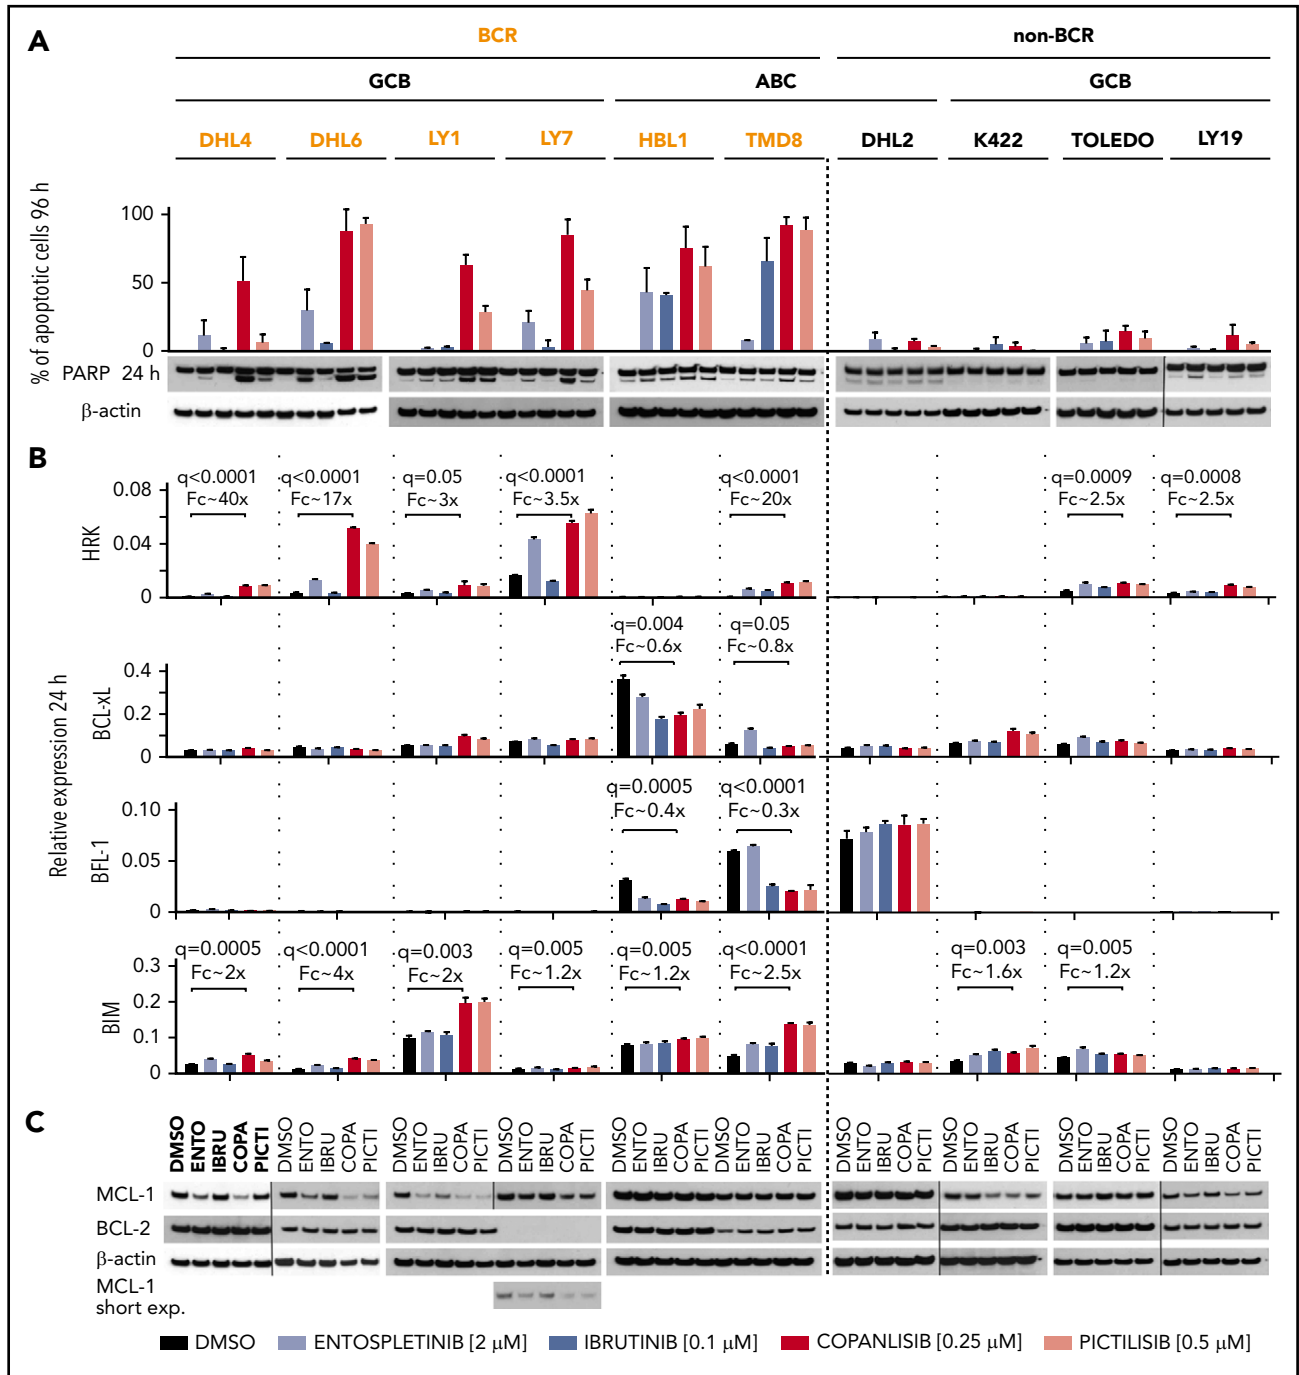 A
BCR
non-BCR
GCB
ABC
GCB
DHL4
DHL6
LY1
LY7
HBL1
TMD8
DHL2
K422
TOLEDO
LY19
% of apoptotic cells 96 h
100
50
0
PARP 24 h
β-actin
B
Relative expression 24 h
HRK
0.08
0.04
0
q<0.0001
Fc~40x
q<0.0001
Fc~17x
q=0.05
Fc~3x
q<0.0001
Fc~3.5x
q<0.0001
Fc~20x
q=0.0009
Fc~2.5x
q=0.0008
Fc~2.5x
BCL-xL
0.4
0.2
0
q=0.004
Fc~0.6x
q=0.05
Fc~0.8x
BFL-1
0.10
0.05
0
q=0.0005
Fc~0.4x
q<0.0001
Fc~0.3x
BIM
0.3
0.2
0.1
0
q=0.0005
Fc~2x
q<0.0001
Fc~4x
q=0.003
Fc~2x
q=0.005
Fc~1.2x
q=0.005
Fc~1.2x
q<0.0001
Fc~2.5x
q=0.003
Fc~1.6x
q=0.005
Fc~1.2x
C
DMSO ENTO IBRU COPA PICTI
DMSO ENTO IBRU COPA PICTI
DMSO ENTO IBRU COPA PICTI
DMSO ENTO IBRU COPA PICTI
DMSO ENTO IBRU COPA PICTI
DMSO ENTO IBRU COPA PICTI
DMSO ENTO IBRU COPA PICTI
DMSO ENTO IBRU COPA PICTI
DMSO ENTO IBRU COPA PICTI
DMSO ENTO IBRU COPA PICTI
MCL-1
BCL-2
β-actin
MCL-1
short exp.
DMSO
ENTOSPLETINIB [2 μM]
IBRUTINIB [0.1 μM]
COPANLISIB [0.25 μM]
PICTILISIB [0.5 μM]